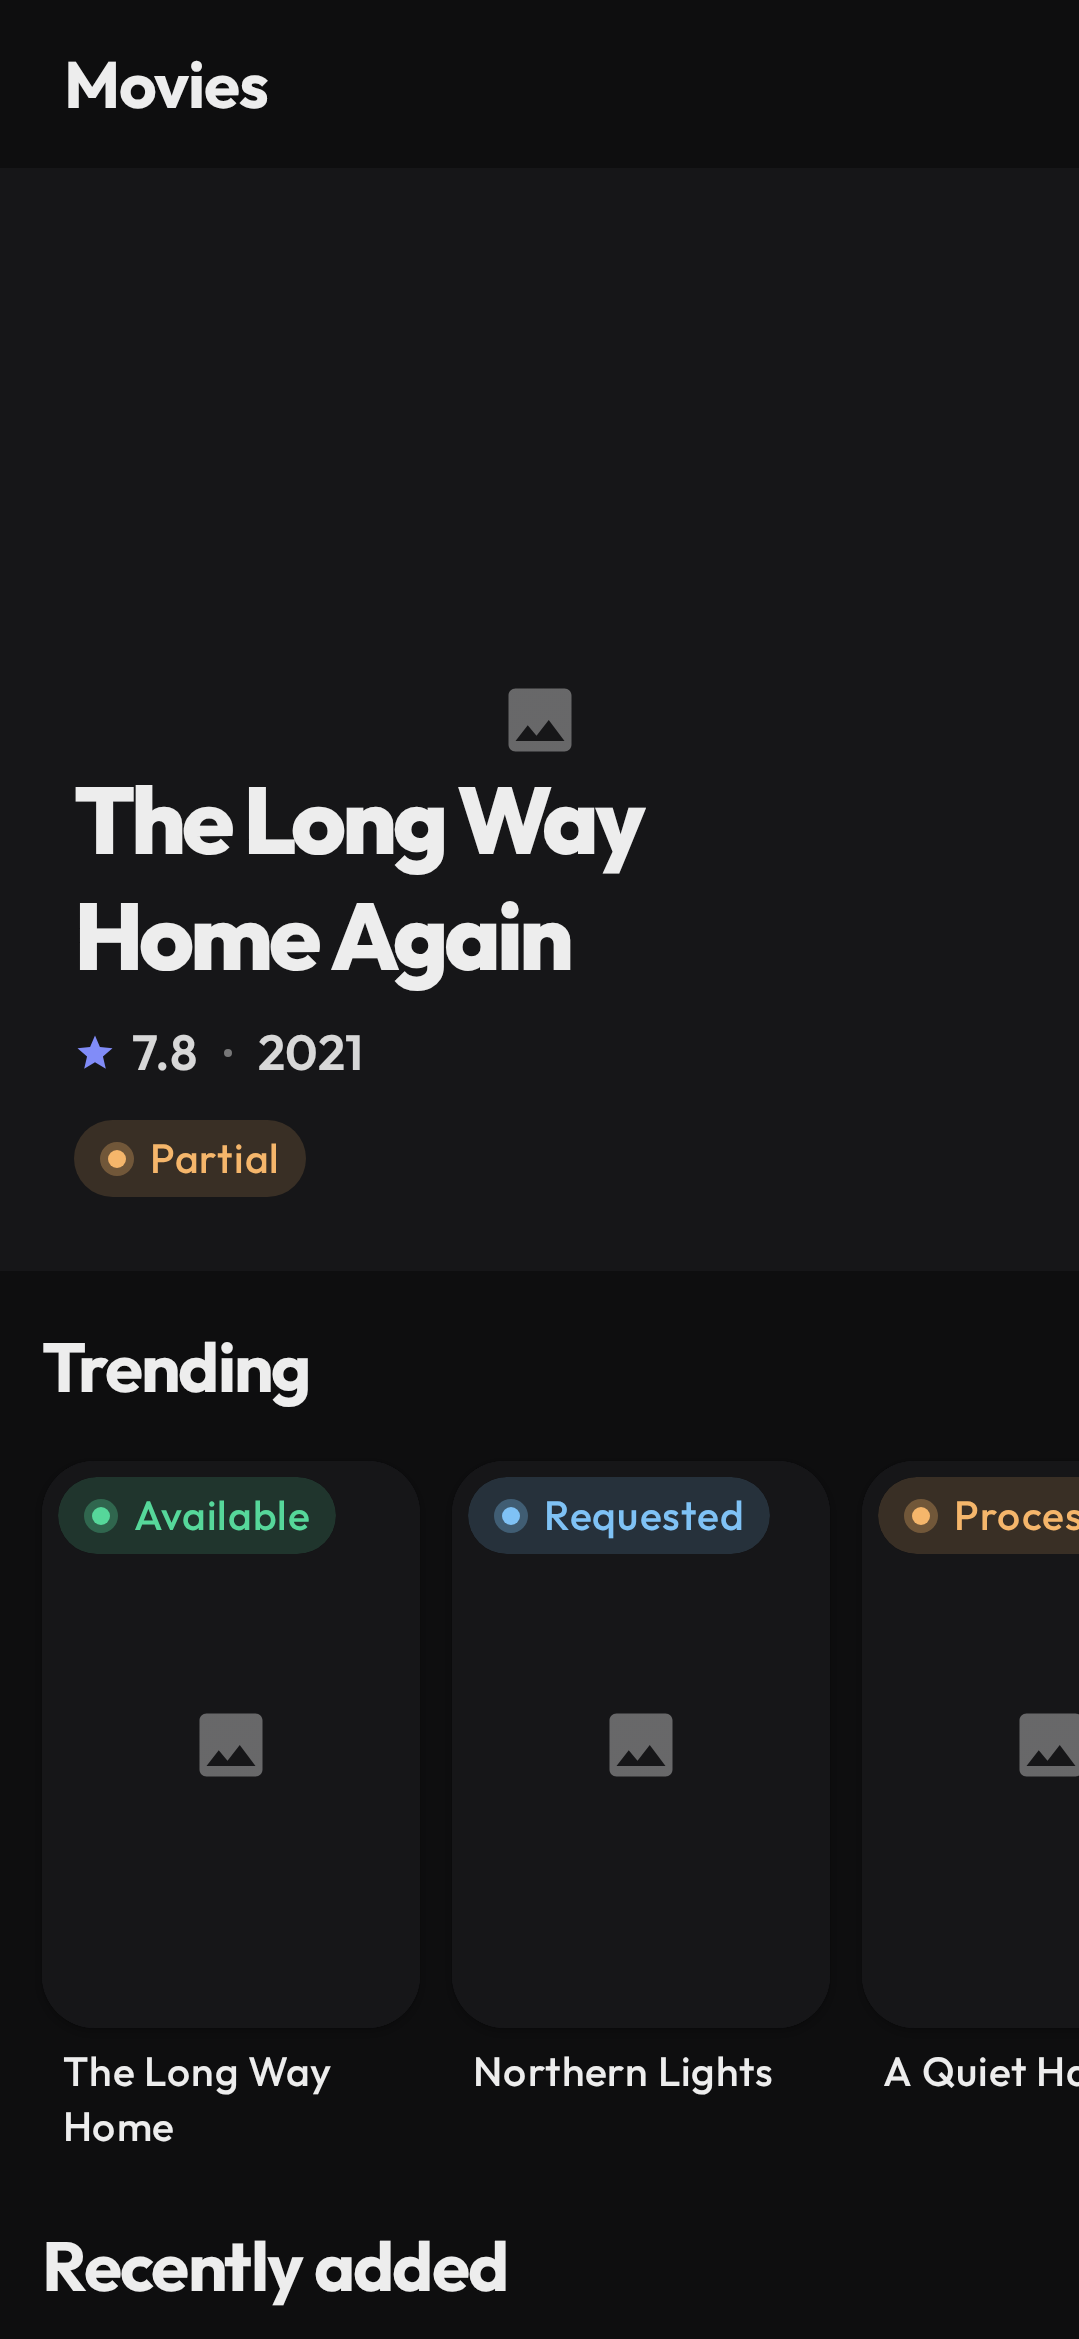 Movies
The Long Way
Home Again
7.8 · 2021
Partial
Trending
Available
Requested
The Long Way
Home
Northern Lights
A Quiet
Recently added